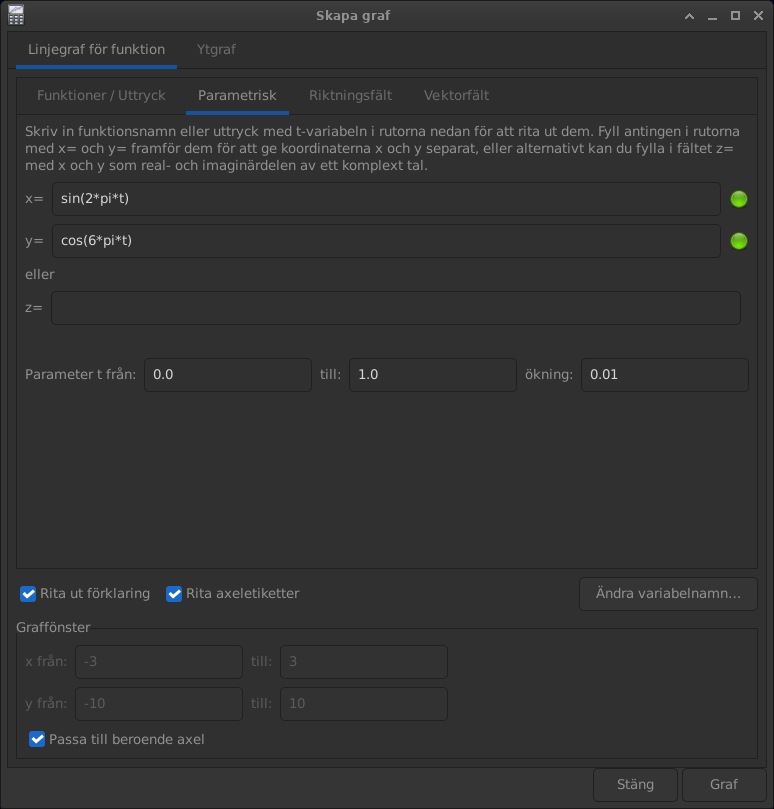 Skapa graf
Linjegraf för funktion Ytgraf
Funktioner / Uttryck Parametrisk Riktningsfält Vektorfält
Skriv in funktionsnamn eller uttryck med t-variabeln i rutorna nedan för att rita ut dem. Fyll antingen i rutorna
med x= och y= framför dem för att ge koordinaterna x och y separat, eller alternativt kan du fylla i fältet z=
med x och y som real- och imaginärdelen av ett komplext tal.
x= sin(2*pi*t)
y= cos(6*pi*t)
eller
z=
Parameter t från: 0.0 till: 1.0 ökning: 0.01
Rita ut förklaring Rita axeletiketter Ändra variabelnamn...
Graffönster
x från: -3 till: 3
y från: -10 till: 10
Passa till beroende axel
Stäng Graf